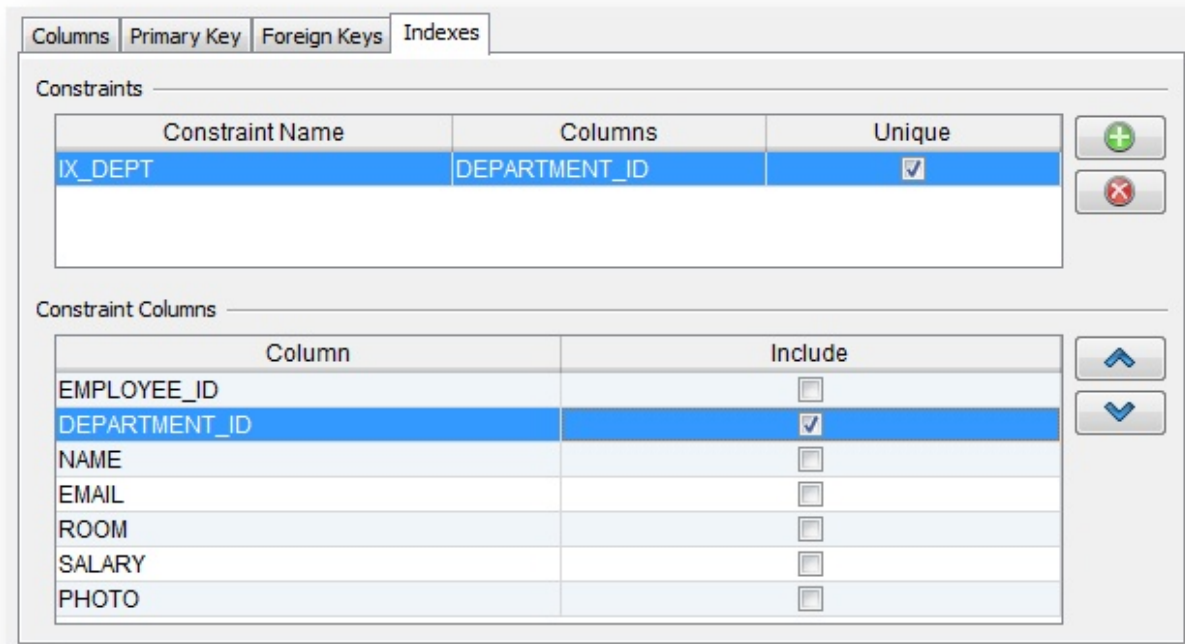 Columns Primary Key Foreign Keys Indexes
Constraints
Constraint Name Columns Unique
IX_DEPT DEPARTMENT_ID
Constraint Columns
Column Include
EMPLOYEE_ID
DEPARTMENT_ID
NAME
EMAIL
ROOM
SALARY
PHOTO